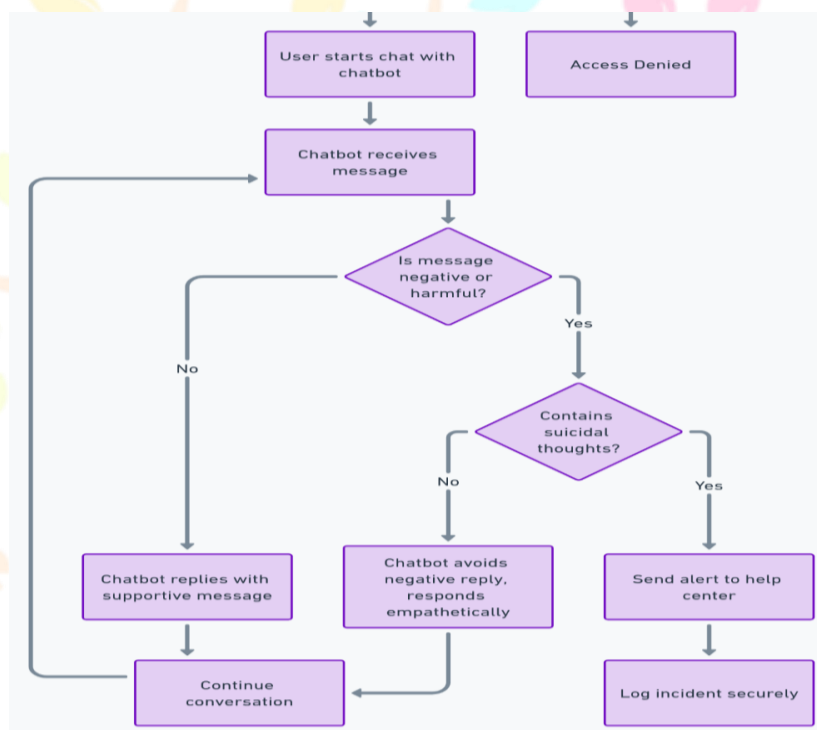 User starts chat with
chatbot
Access Denied
Chatbot receives
message
Is message
negative or
harmful?
Yes
No
Contains
suicidal
thoughts?
No
Yes
Chatbot replies with
supportive message
Chatbot avoids
negative reply,
responds
empathetically
Send alert to help
center
Continue
conversation
Log incident securely